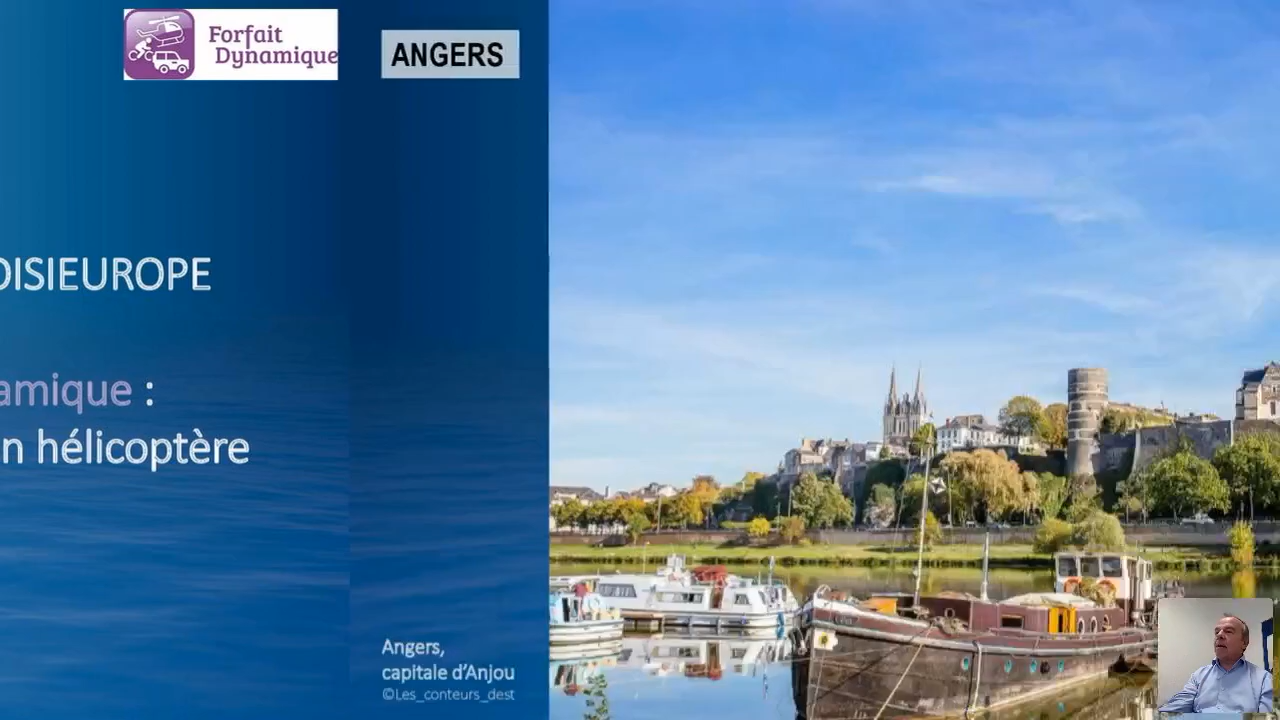 Forfait
Dynamique
ANGERS
OISIEUROPE
amique :
n hélicoptère
Angers,
capitale d'Anjou
©Les_conteurs_dest